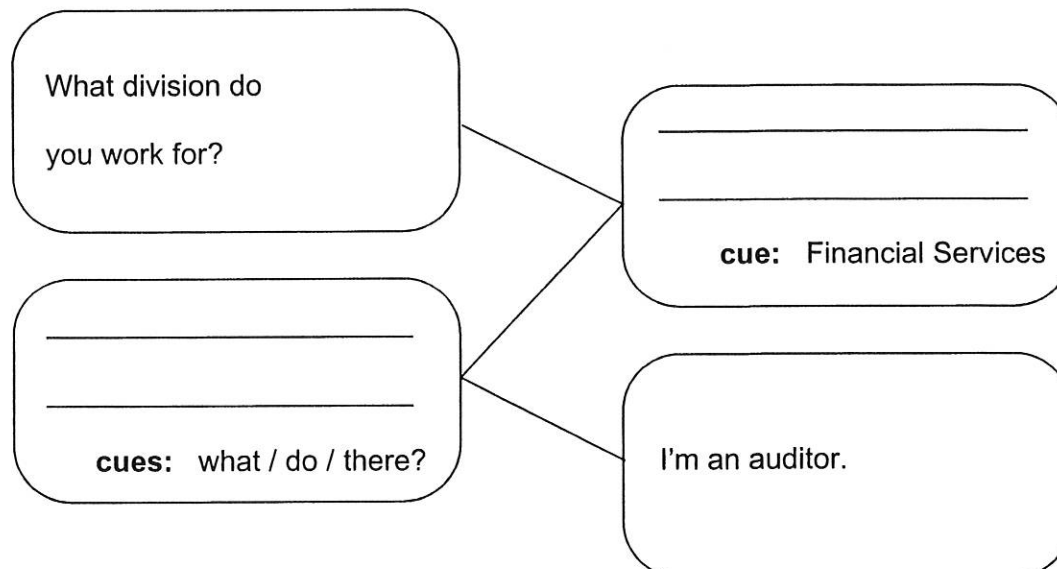 What division do
you work for?
cue: Financial Services
cues: what / do / there?
I'm an auditor.